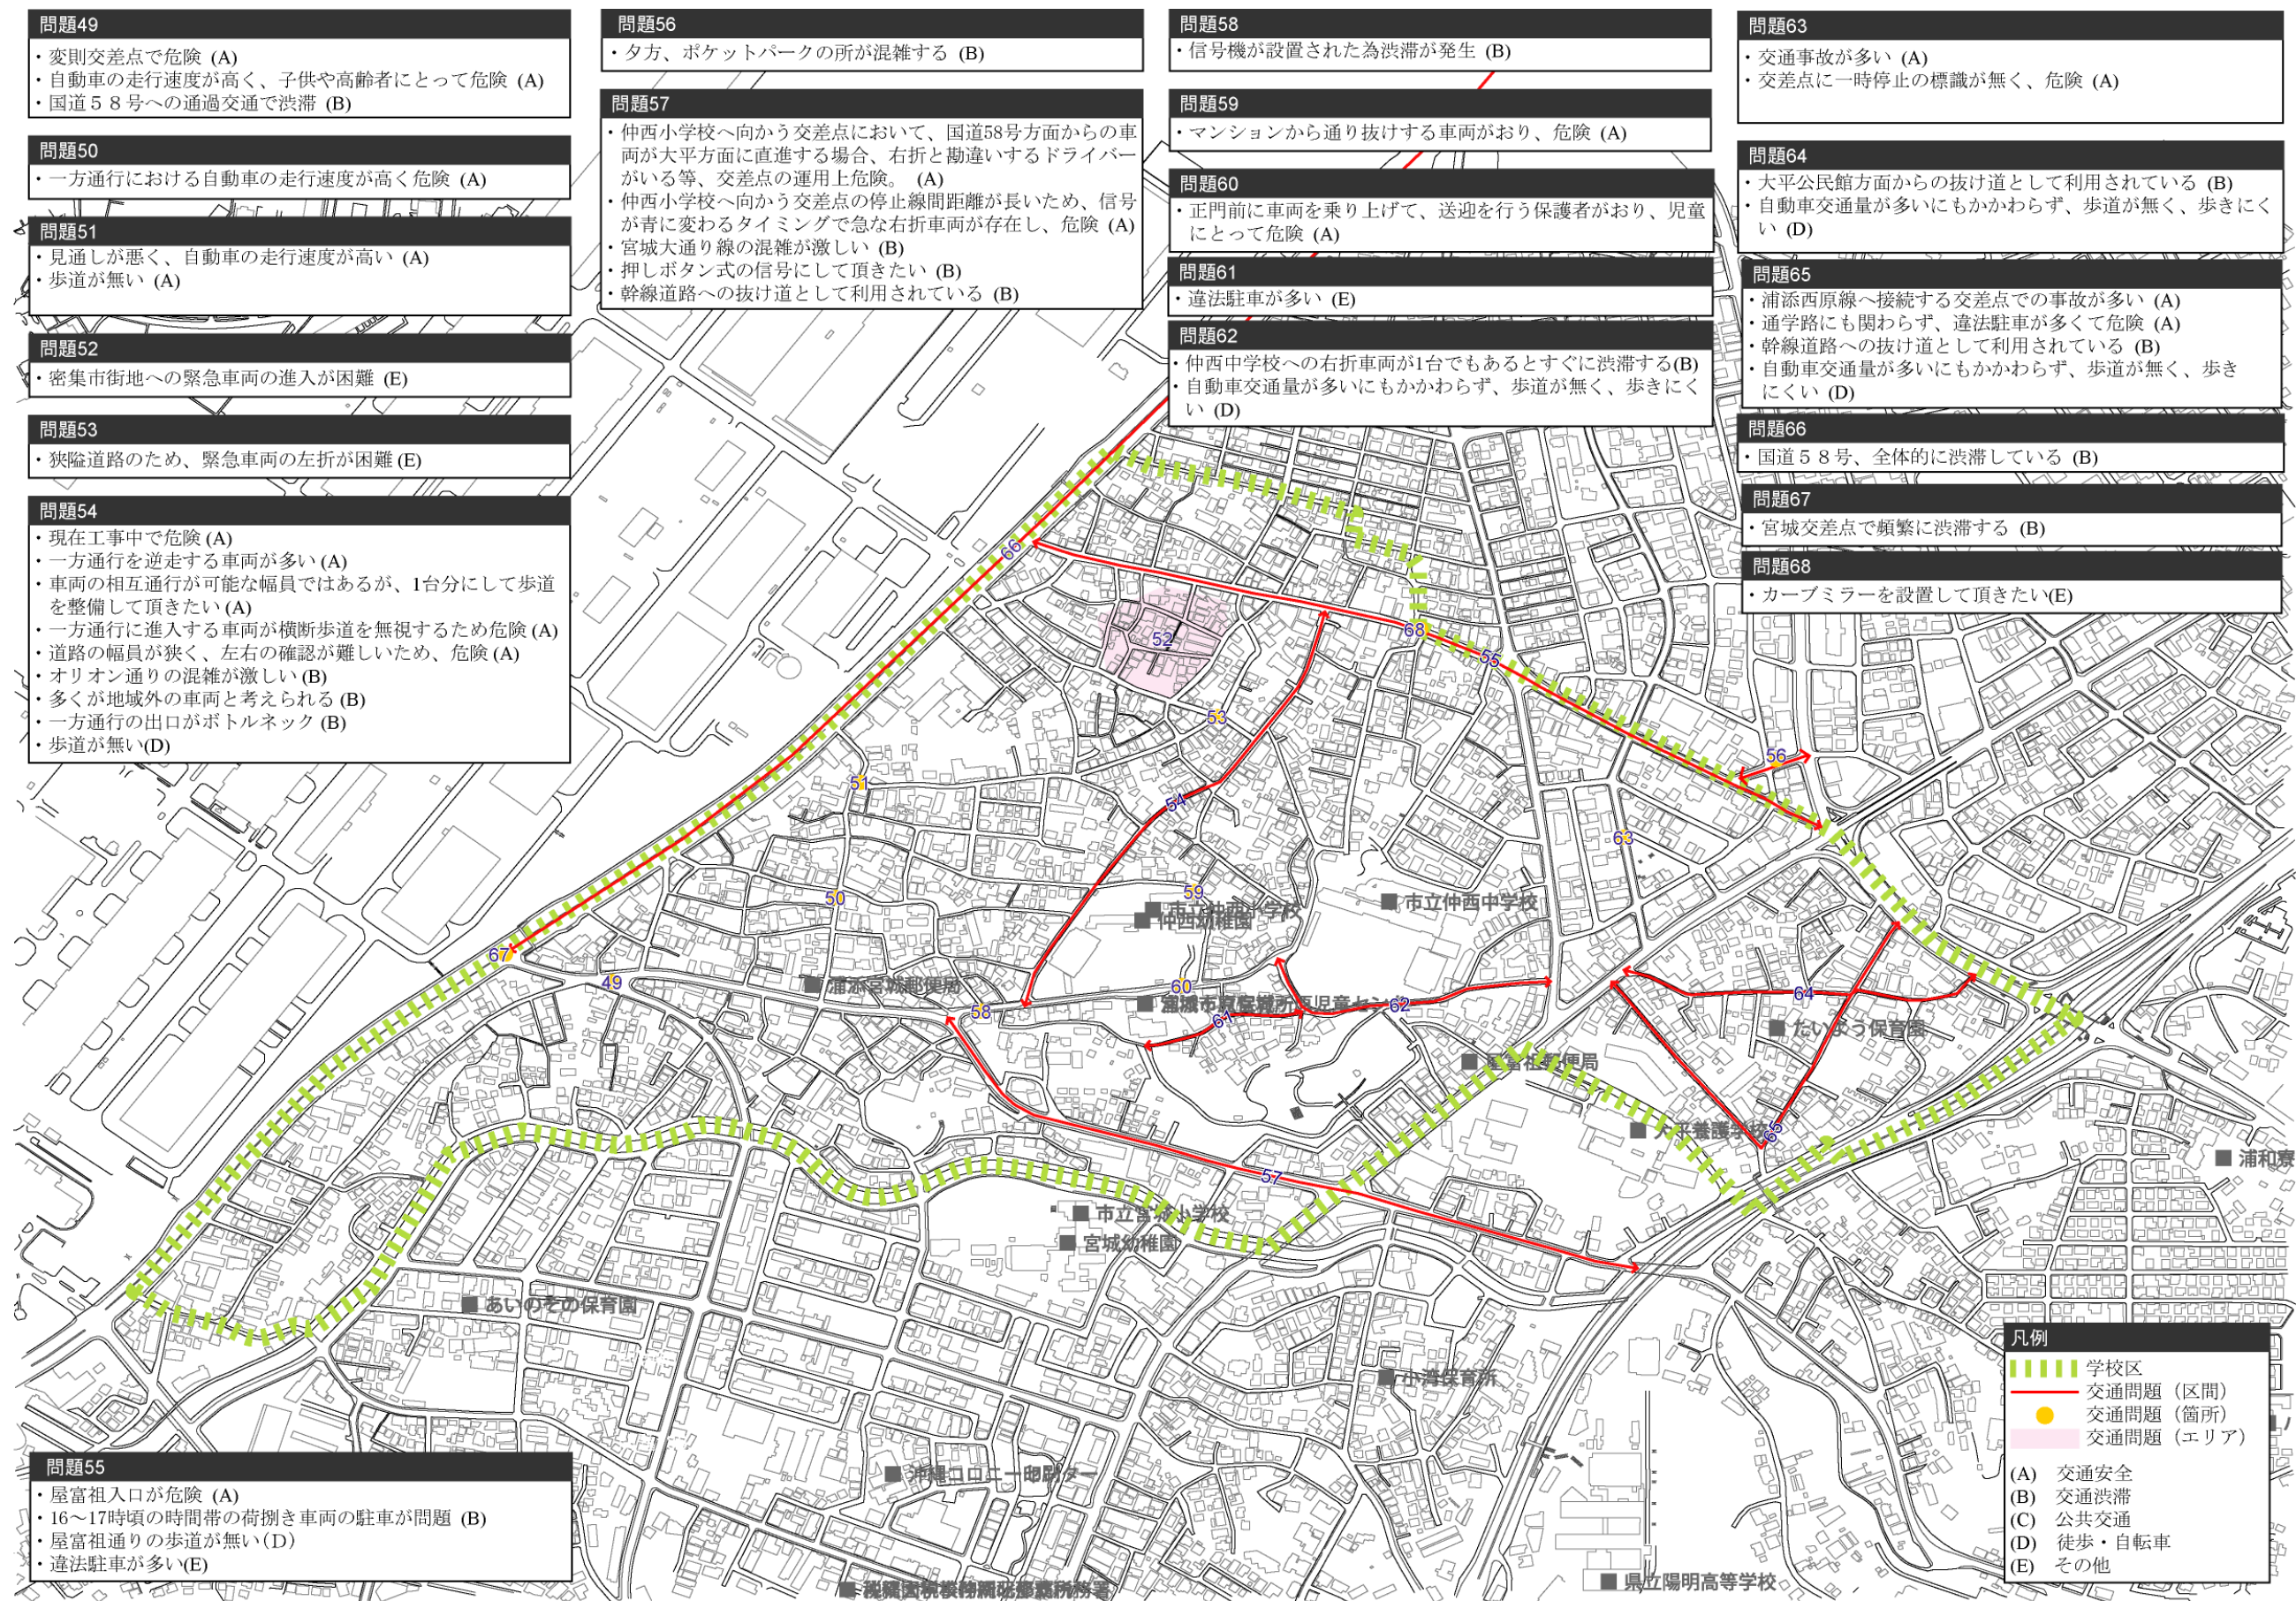 問題49
・変則交差点で危険 (A)
・自動車の走行速度が高く、子供や高齢者にとって危険 (A)
・国道５８号への通過交通で渋滞 (B)
問題50
・一方通行における自動車の走行速度が高く危険 (A)
問題51
・見通しが悪く、自動車の走行速度が高い (A)
・歩道が無い (A)
問題52
・密集市街地への緊急車両の進入が困難 (E)
問題53
・狭隘道路のため、緊急車両の左折が困難 (E)
問題54
・現在工事中で危険 (A)
・一方通行を逆走する車両が多い (A)
・車両の相互通行が可能な幅員ではあるが、1台分にして歩道
を整備して頂きたい (A)
・一方通行に進入する車両が横断歩道を無視するため危険 (A)
・道路の幅員が狭く、左右の確認が難しいため、危険 (A)
・オリオン通りの混雑が激しい (B)
・多くが地域外の車両と考えられる (B)
・一方通行の出口がボトルネック (B)
・歩道が無い(D)
問題55
・屋富祖入口が危険 (A)
・16～17時頃の時間帯の荷捌き車両の駐車が問題 (B)
・屋富祖通りの歩道が無い(D)
・違法駐車が多い(E)
問題56
・夕方、ポケットパークの所が混雑する (B)
問題57
・仲西小学校へ向かう交差点において、国道58号方面からの車
両が大平方面に直進する場合、右折と勘違いするドライバー
がいる等、交差点の運用上危険。 (A)
・仲西小学校へ向かう交差点の停止線間距離が長いため、信号
が青に変わるタイミングで急な右折車両が存在し、危険 (A)
・宮城大通り線の混雑が激しい (B)
・押しボタン式の信号にして頂きたい (B)
・幹線道路への抜け道として利用されている (B)
問題58
・信号機が設置された為渋滞が発生 (B)
問題59
・マンションから通り抜けする車両がおり、危険 (A)
問題60
・正門前に車両を乗り上げて、送迎を行う保護者がおり、児童
にとって危険 (A)
問題61
・違法駐車が多い (E)
問題62
・仲西中学校への右折車両が1台でもあるとすぐに渋滞する(B)
・自動車交通量が多いにもかかわらず、歩道が無く、歩きにく
い (D)
問題63
・交通事故が多い (A)
・交差点に一時停止の標識が無く、危険 (A)
問題64
・大平公民館方面からの抜け道として利用されている (B)
・自動車交通量が多いにもかかわらず、歩道が無く、歩きにく
い (D)
問題65
・浦添西原線へ接続する交差点での事故が多い (A)
・通学路にも関わらず、違法駐車が多くて危険 (A)
・幹線道路への抜け道として利用されている (B)
・自動車交通量が多いにもかかわらず、歩道が無く、歩き
にくい (D)
問題66
・国道５８号、全体的に渋滞している (B)
問題67
・宮城交差点で頻繁に渋滞する (B)
問題68
・カーブミラーを設置して頂きたい(E)
66
52
68
55
53
56
51
54
63
50
59
市立仲西小学校
仲西幼稚園
市立仲西中学校
67
49
浦添宮城郵便局
58
60
61
62
64
たいよう保育園
屋富祖郵便局
大平養護学校
65
57
浦和寮
市立宮城小学校
宮城幼稚園
あいのその保育園
小湾保育所
県立陽明高等学校
凡例
学校区
交通問題（区間）
交通問題（箇所）
交通問題（エリア）
(A) 交通安全
(B) 交通渋滞
(C) 公共交通
(D) 徒歩・自転車
(E) その他